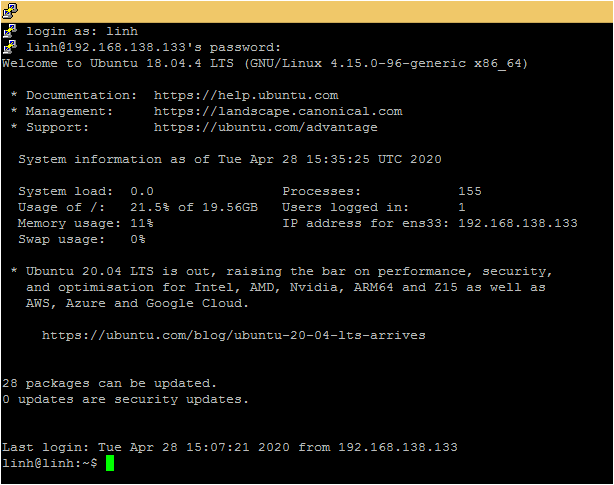 login as: linh
linh@192.168.138.133's password:
Welcome to Ubuntu 18.04.4 LTS (GNU/Linux 4.15.0-96-generic x86_64)
* Documentation:  https://help.ubuntu.com
* Management:     https://landscape.canonical.com
* Support:        https://ubuntu.com/advantage
System information as of Tue Apr 28 15:35:25 UTC 2020
System load:  0.0                Processes:            155
Usage of /:   21.5% of 19.56GB   Users logged in:      1
Memory usage: 11%                IP address for ens33: 192.168.138.133
Swap usage:   0%
* Ubuntu 20.04 LTS is out, raising the bar on performance, security,
and optimisation for Intel, AMD, Nvidia, ARM64 and Z15 as well as
AWS, Azure and Google Cloud.
https://ubuntu.com/blog/ubuntu-20-04-lts-arrives
28 packages can be updated.
0 updates are security updates.
Last login: Tue Apr 28 15:07:21 2020 from 192.168.138.133
linh@linh:~$